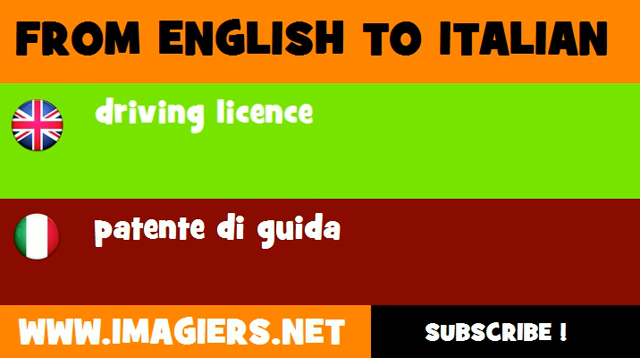 FROM ENGLISH TO ITALIAN
driving licence
patente di guida
WWW.IMAGIERS.NET
SUBSCRIBE !